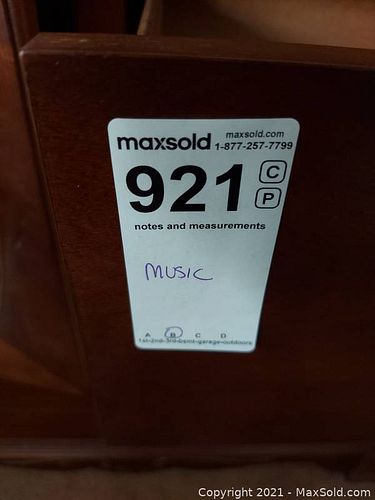 maxsold maxsold.com
1-877-257-7799
921 C
P
notes and measurements
MUSIC
A B C D
1st-2nd-3rd-bsmt-garage-outdoors
Copyright 2021 - MaxSold.com